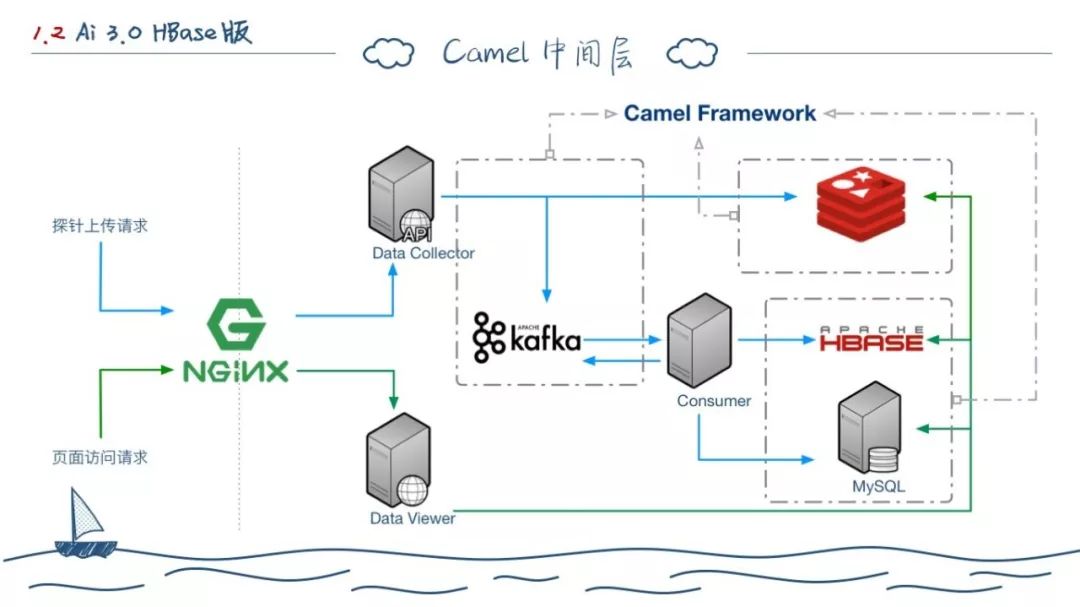 1.2 Ai 3.0 HBase版
Camel 中间层
Camel Framework
探针上传请求
API
Data Collector
NGINX
APACHE
kafka
Consumer
APACHE
HBASE
MySQL
页面访问请求
Data Viewer